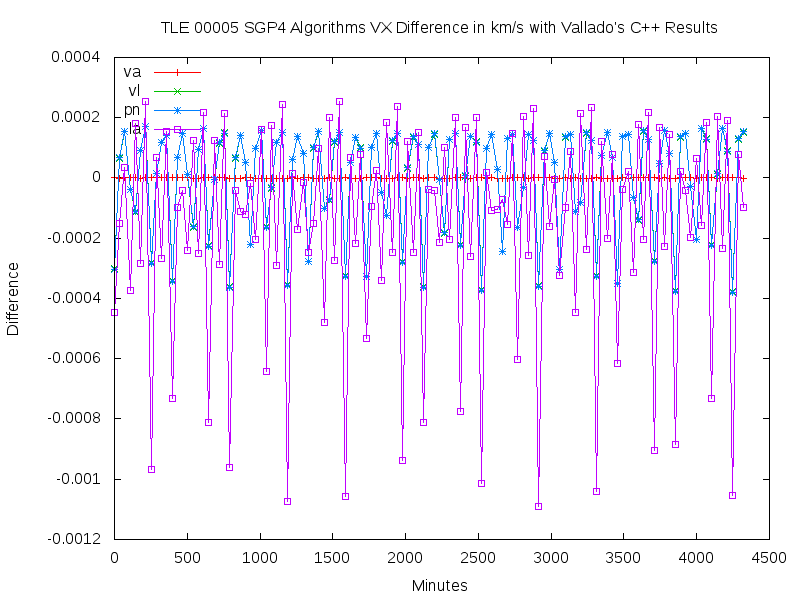 TLE 00005 SGP4 Algorithms VX Difference in km/s with Vallado's C++ Results
0.0004
va
vl
0.0002
pn
la
0
-0.0002
-0.0004
-0.0006
-0.0008
-0.001
-0.0012
Difference
0 500 1000 1500 2000 2500 3000 3500 4000 4500
Minutes